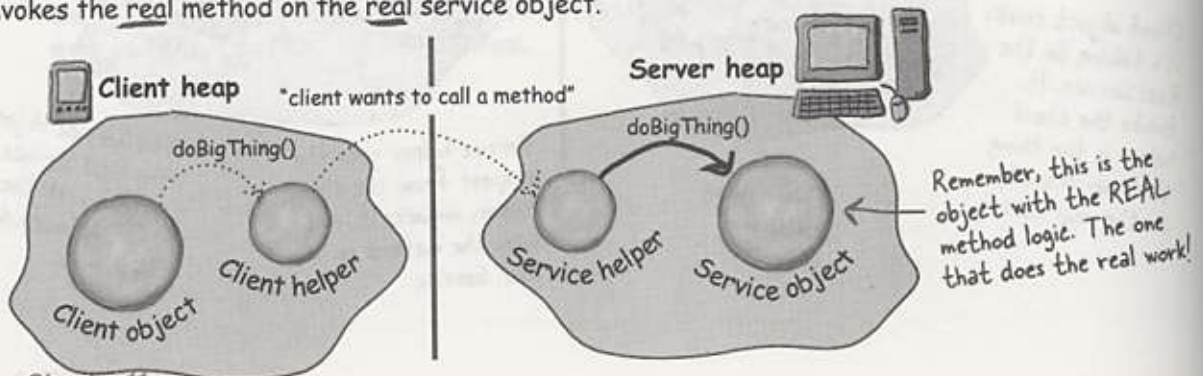 vokes the real method on the real service object.
Client heap
"client wants to call a method"
Server heap
doBigThing()
doBigThing()
Client object
Client helper
Service helper
Service object
Remember, this is the
object with the REAL
method logic. The one
that does the real work!